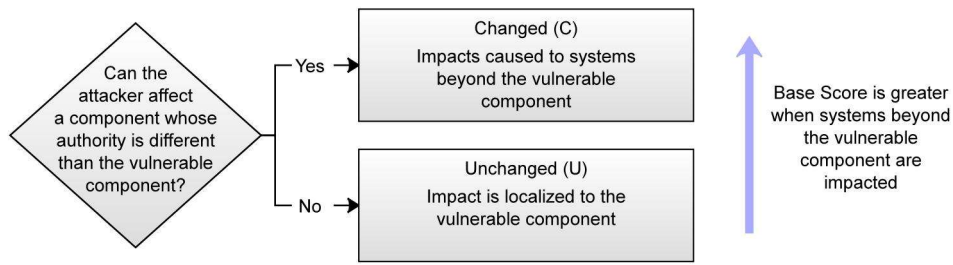 Can the
attacker affect
a component whose
authority is different
than the vulnerable
component?
Yes
Changed (C)
Impacts caused to systems
beyond the vulnerable
component
No
Unchanged (U)
Impact is localized to the
vulnerable component
Base Score is greater
when systems beyond
the vulnerable
component are
impacted